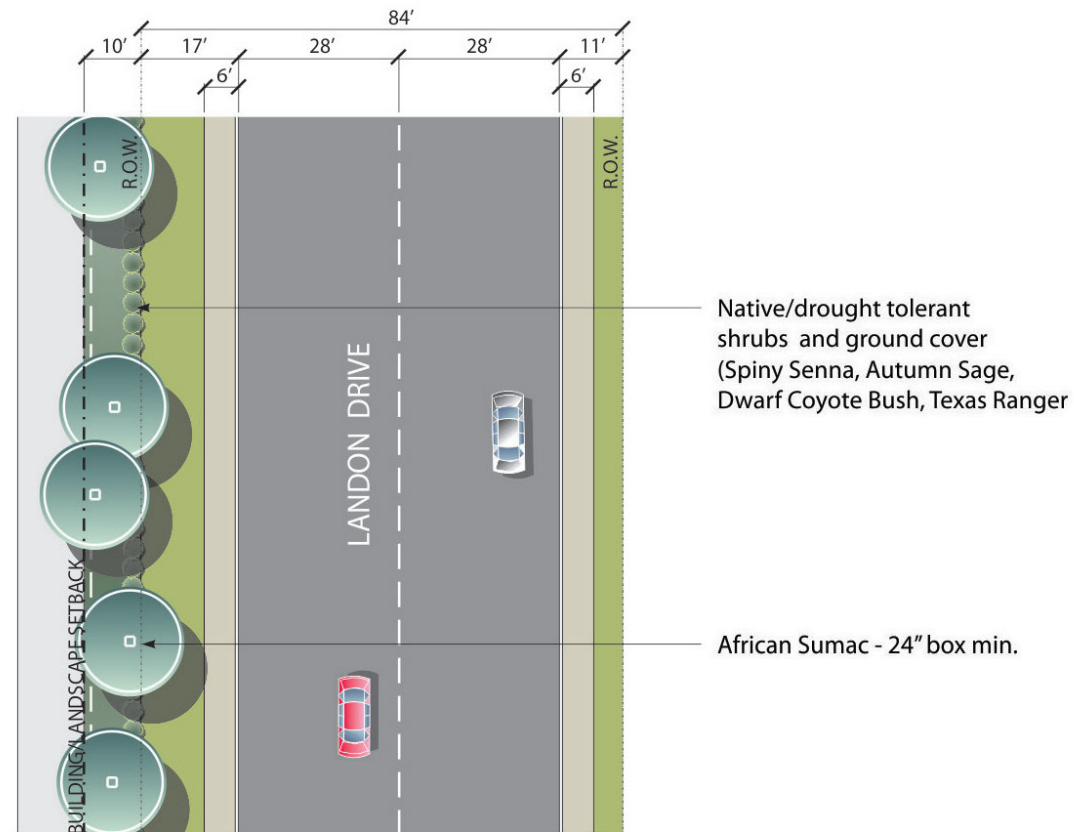 84’
10’ 17’ 28’ 28’ 11’
6’ 6’
R.O.W.
R.O.W.
LANDON DRIVE
Native/drought tolerant
shrubs and ground cover
(Spiny Senna, Autumn Sage,
Dwarf Coyote Bush, Texas Ranger
African Sumac - 24” box min.
BUILDING/LANDSCAPE SETBACK